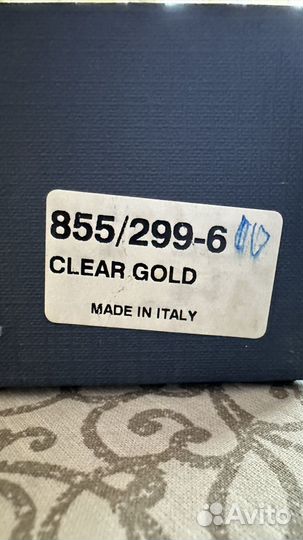 855/299-6
CLEAR GOLD
MADE IN ITALY
Avito